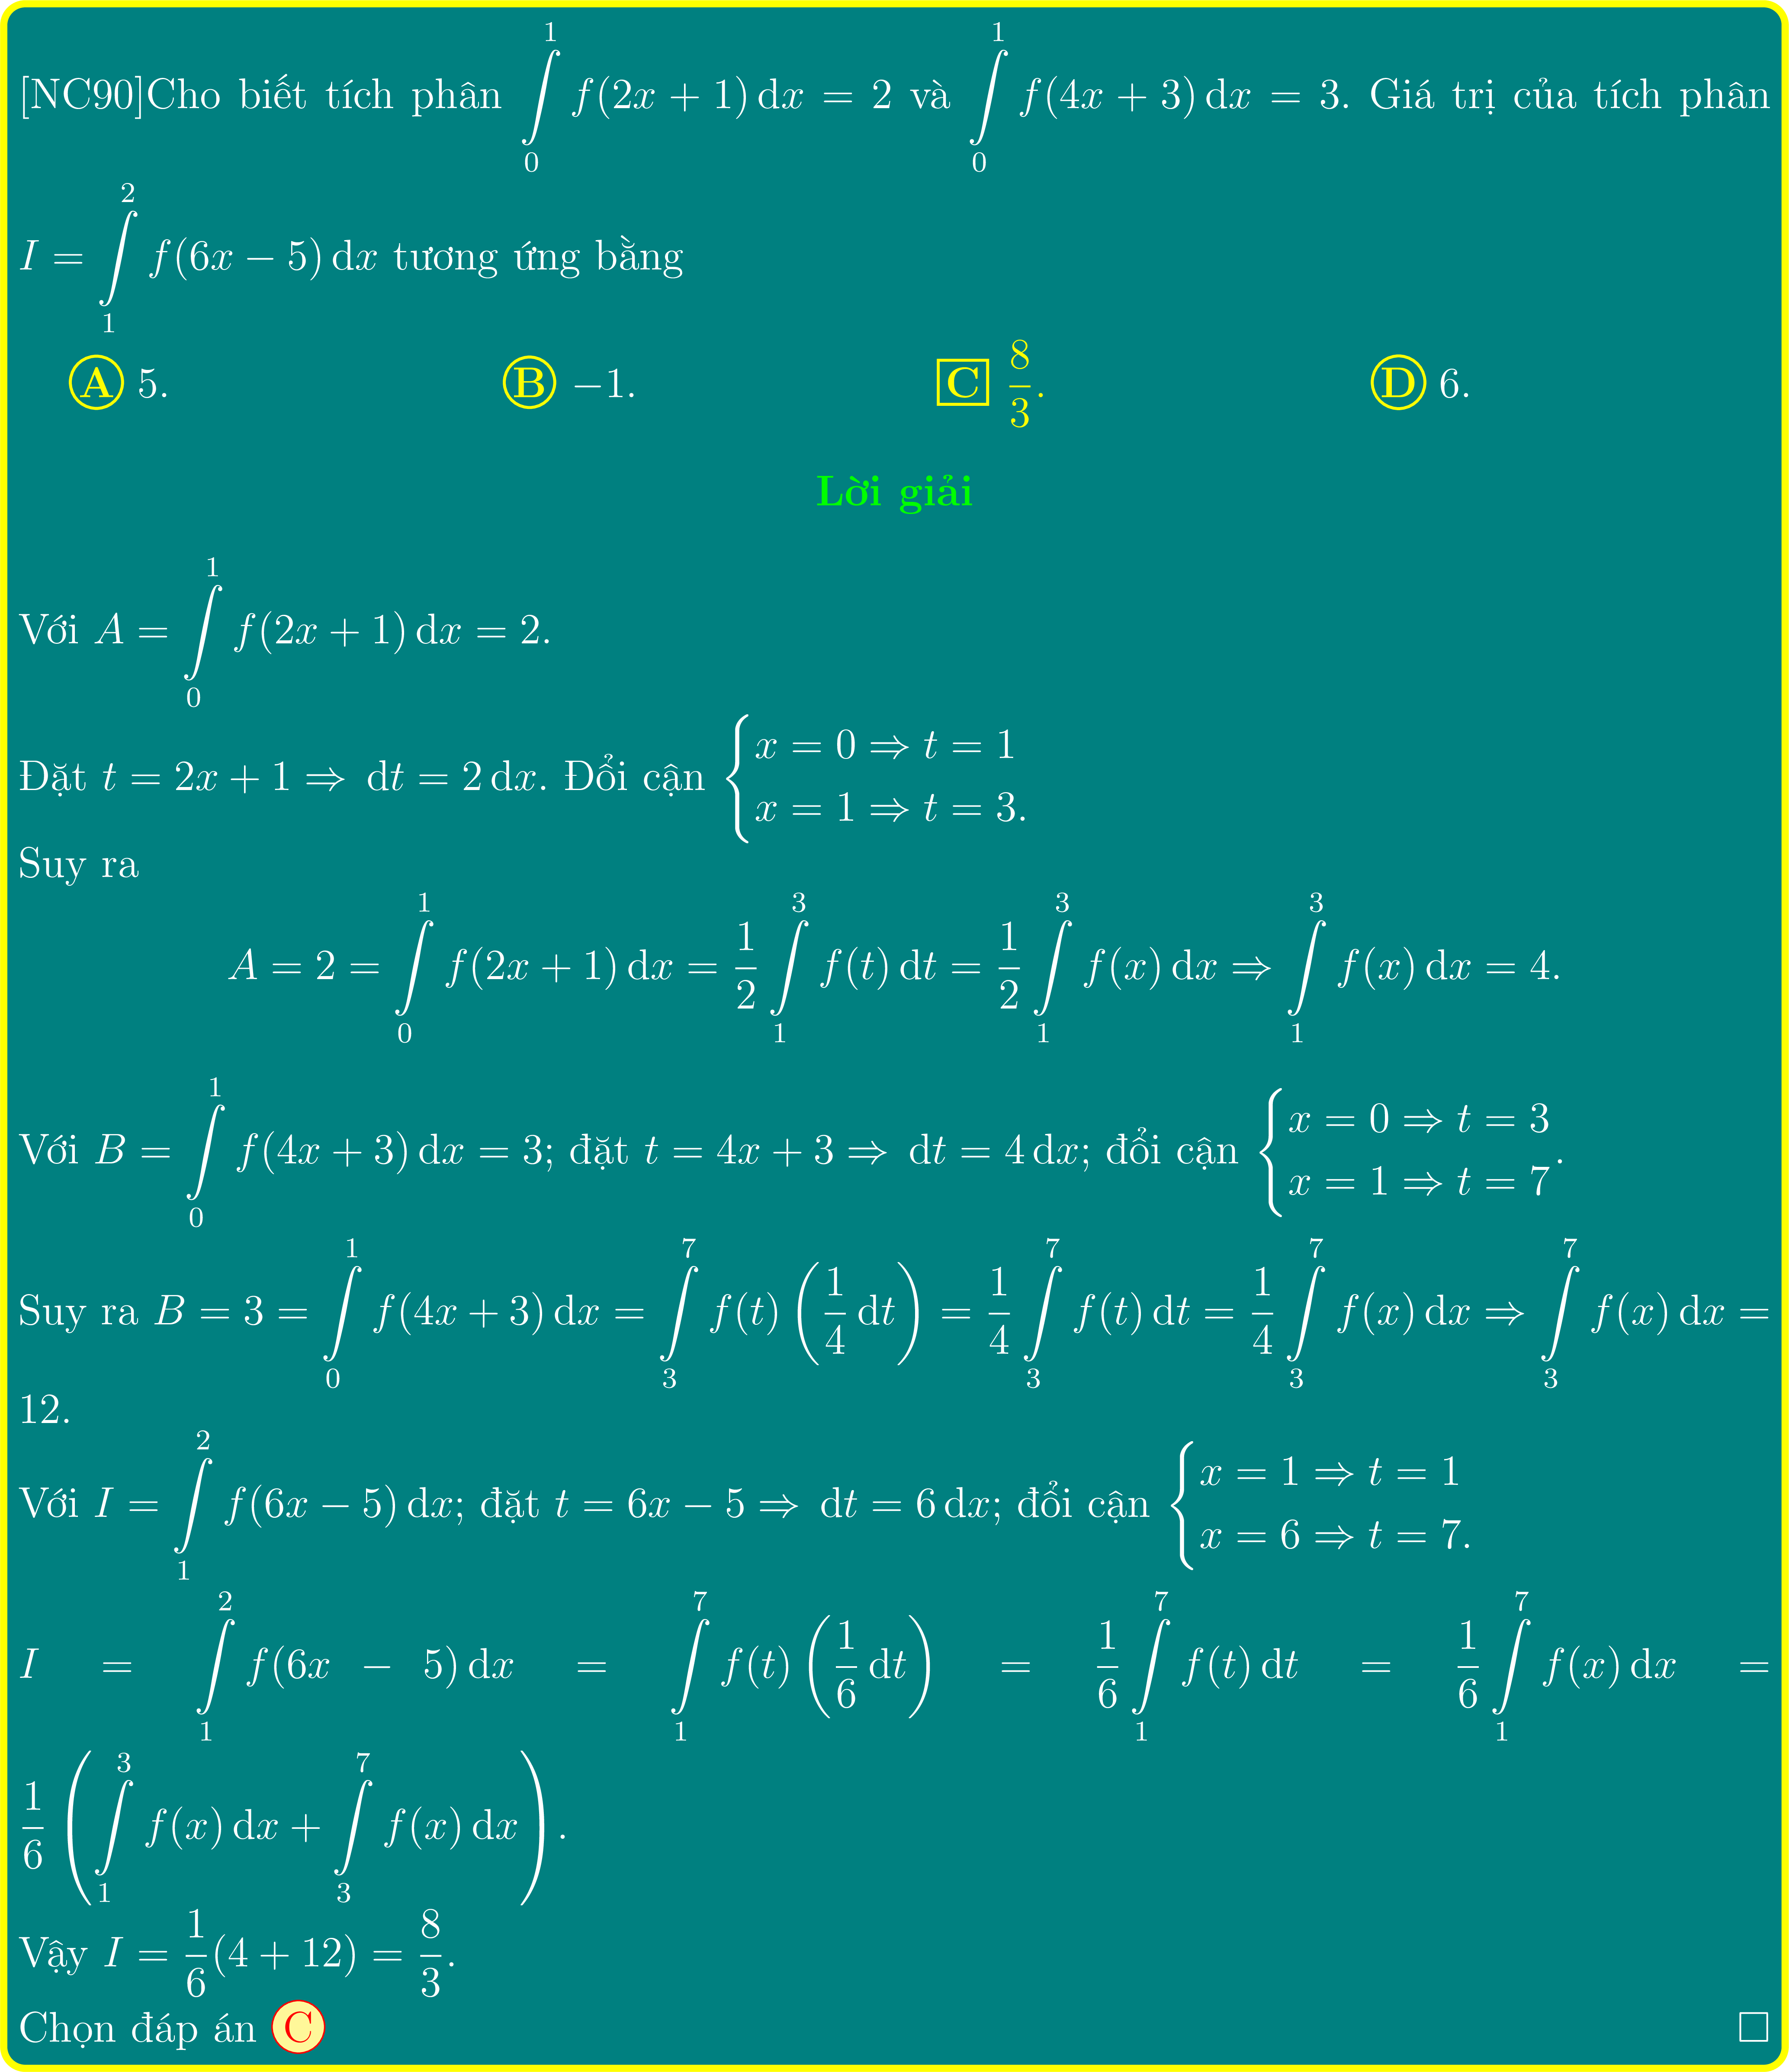 [NC90]Cho biết tích phân $\int\limits_0^1 f(2x+1)\,\mathrm{d}x = 2$ và $\int\limits_0^1 f(4x+3)\,\mathrm{d}x = 3$. Giá trị của tích phân
$I = \int\limits_1^2 f(6x-5)\,\mathrm{d}x$ tương ứng bằng
A 5. B $-1$. C $\frac{8}{3}$. D 6.
Lời giải
Với $A = \int\limits_0^1 f(2x+1)\,\mathrm{d}x = 2$.
Đặt $t = 2x+1 \Rightarrow \mathrm{d}t = 2\,\mathrm{d}x$. Đổi cận $\begin{cases} x=0 \Rightarrow t=1 \\ x=1 \Rightarrow t=3. \end{cases}$
Suy ra
$A = 2 = \int\limits_0^1 f(2x+1)\,\mathrm{d}x = \frac{1}{2}\int\limits_1^3 f(t)\,\mathrm{d}t = \frac{1}{2}\int\limits_1^3 f(x)\,\mathrm{d}x \Rightarrow \int\limits_1^3 f(x)\,\mathrm{d}x = 4.$
Với $B = \int\limits_0^1 f(4x+3)\,\mathrm{d}x = 3$; đặt $t = 4x+3 \Rightarrow \mathrm{d}t = 4\,\mathrm{d}x$; đổi cận $\begin{cases} x=0 \Rightarrow t=3 \\ x=1 \Rightarrow t=7 \end{cases}$.
Suy ra $B = 3 = \int\limits_0^1 f(4x+3)\,\mathrm{d}x = \int\limits_3^7 f(t)\left(\frac{1}{4}\,\mathrm{d}t\right) = \frac{1}{4}\int\limits_3^7 f(t)\,\mathrm{d}t = \frac{1}{4}\int\limits_3^7 f(x)\,\mathrm{d}x \Rightarrow \int\limits_3^7 f(x)\,\mathrm{d}x =$
12.
Với $I = \int\limits_1^2 f(6x-5)\,\mathrm{d}x$; đặt $t = 6x-5 \Rightarrow \mathrm{d}t = 6\,\mathrm{d}x$; đổi cận $\begin{cases} x=1 \Rightarrow t=1 \\ x=6 \Rightarrow t=7. \end{cases}$
$I = \int\limits_1^2 f(6x-5)\,\mathrm{d}x = \int\limits_1^7 f(t)\left(\frac{1}{6}\,\mathrm{d}t\right) = \frac{1}{6}\int\limits_1^7 f(t)\,\mathrm{d}t = \frac{1}{6}\int\limits_1^7 f(x)\,\mathrm{d}x =$
$\frac{1}{6}\left(\int\limits_1^3 f(x)\,\mathrm{d}x + \int\limits_3^7 f(x)\,\mathrm{d}x\right).$
Vậy $I = \frac{1}{6}(4+12) = \frac{8}{3}$.
Chọn đáp án C □